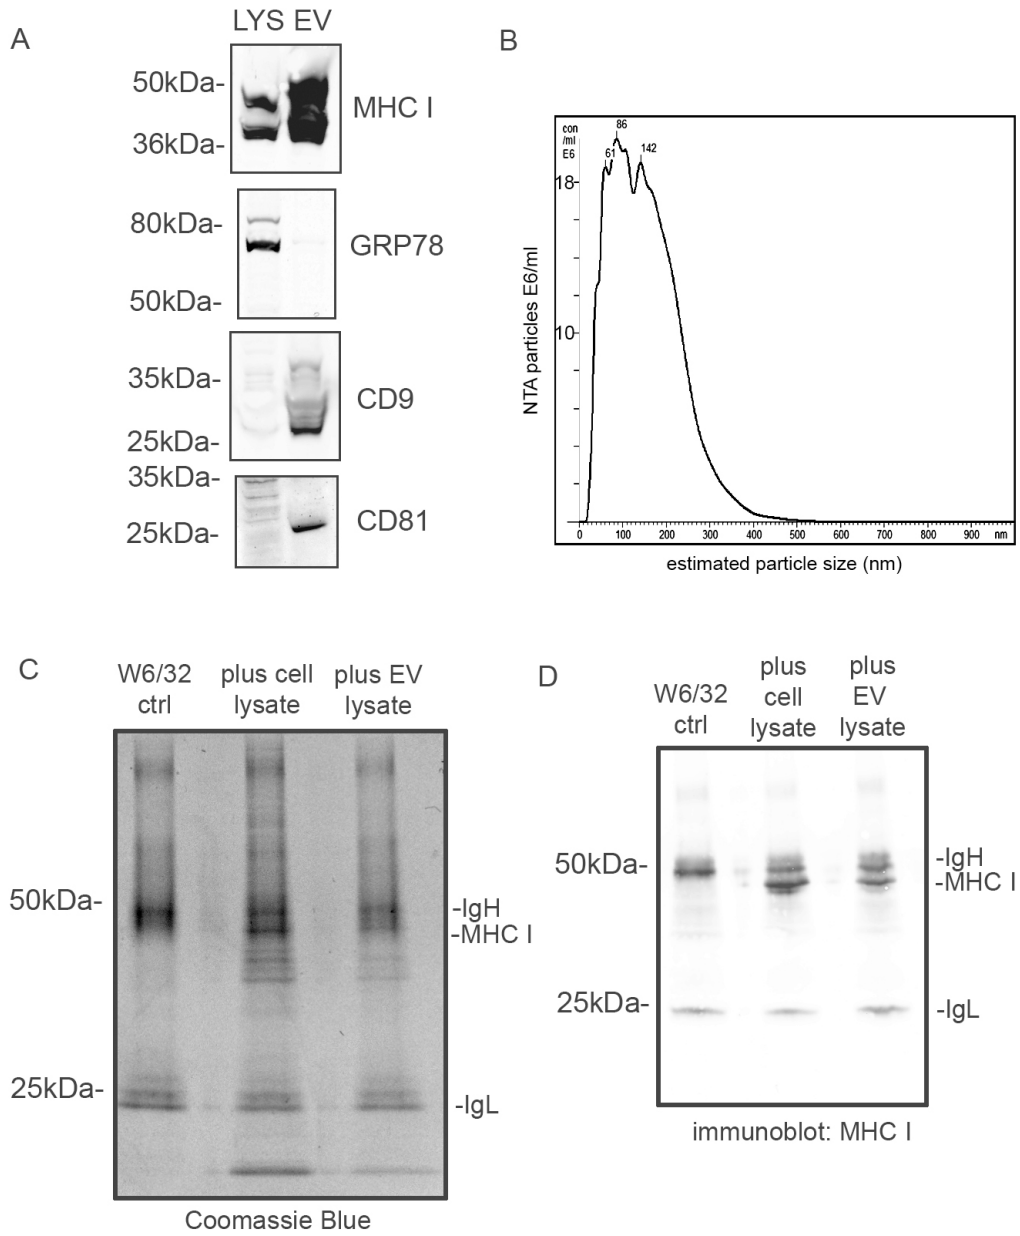 A
LYS EV
50kDa-
MHC I
36kDa-
80kDa-
GRP78
50kDa-
35kDa-
CD9
25kDa-
35kDa-
CD81
25kDa-
B
con
/ml
E6
61
86
142
18
10
NTA particles E6/ml
0 100 200 300 400 500 600 700 800 900 nm
estimated particle size (nm)
C
W6/32
ctrl
plus cell
lysate
plus EV
lysate
50kDa-
-IgH
-MHC I
25kDa-
-IgL
Coomassie Blue
D
W6/32
ctrl
plus
cell
lysate
plus
EV
lysate
50kDa-
-IgH
-MHC I
25kDa-
-IgL
immunoblot: MHC I